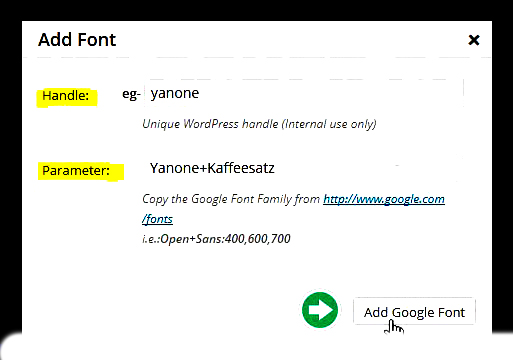 Add Font
Handle: eg- yanone
Unique WordPress handle (Internal use only)
Parameter: Yanone+Kaffeesatz
Copy the Google Font Family from http://www.google.com
/fonts
i.e.:Open+Sans:400,600,700
Add Google Font